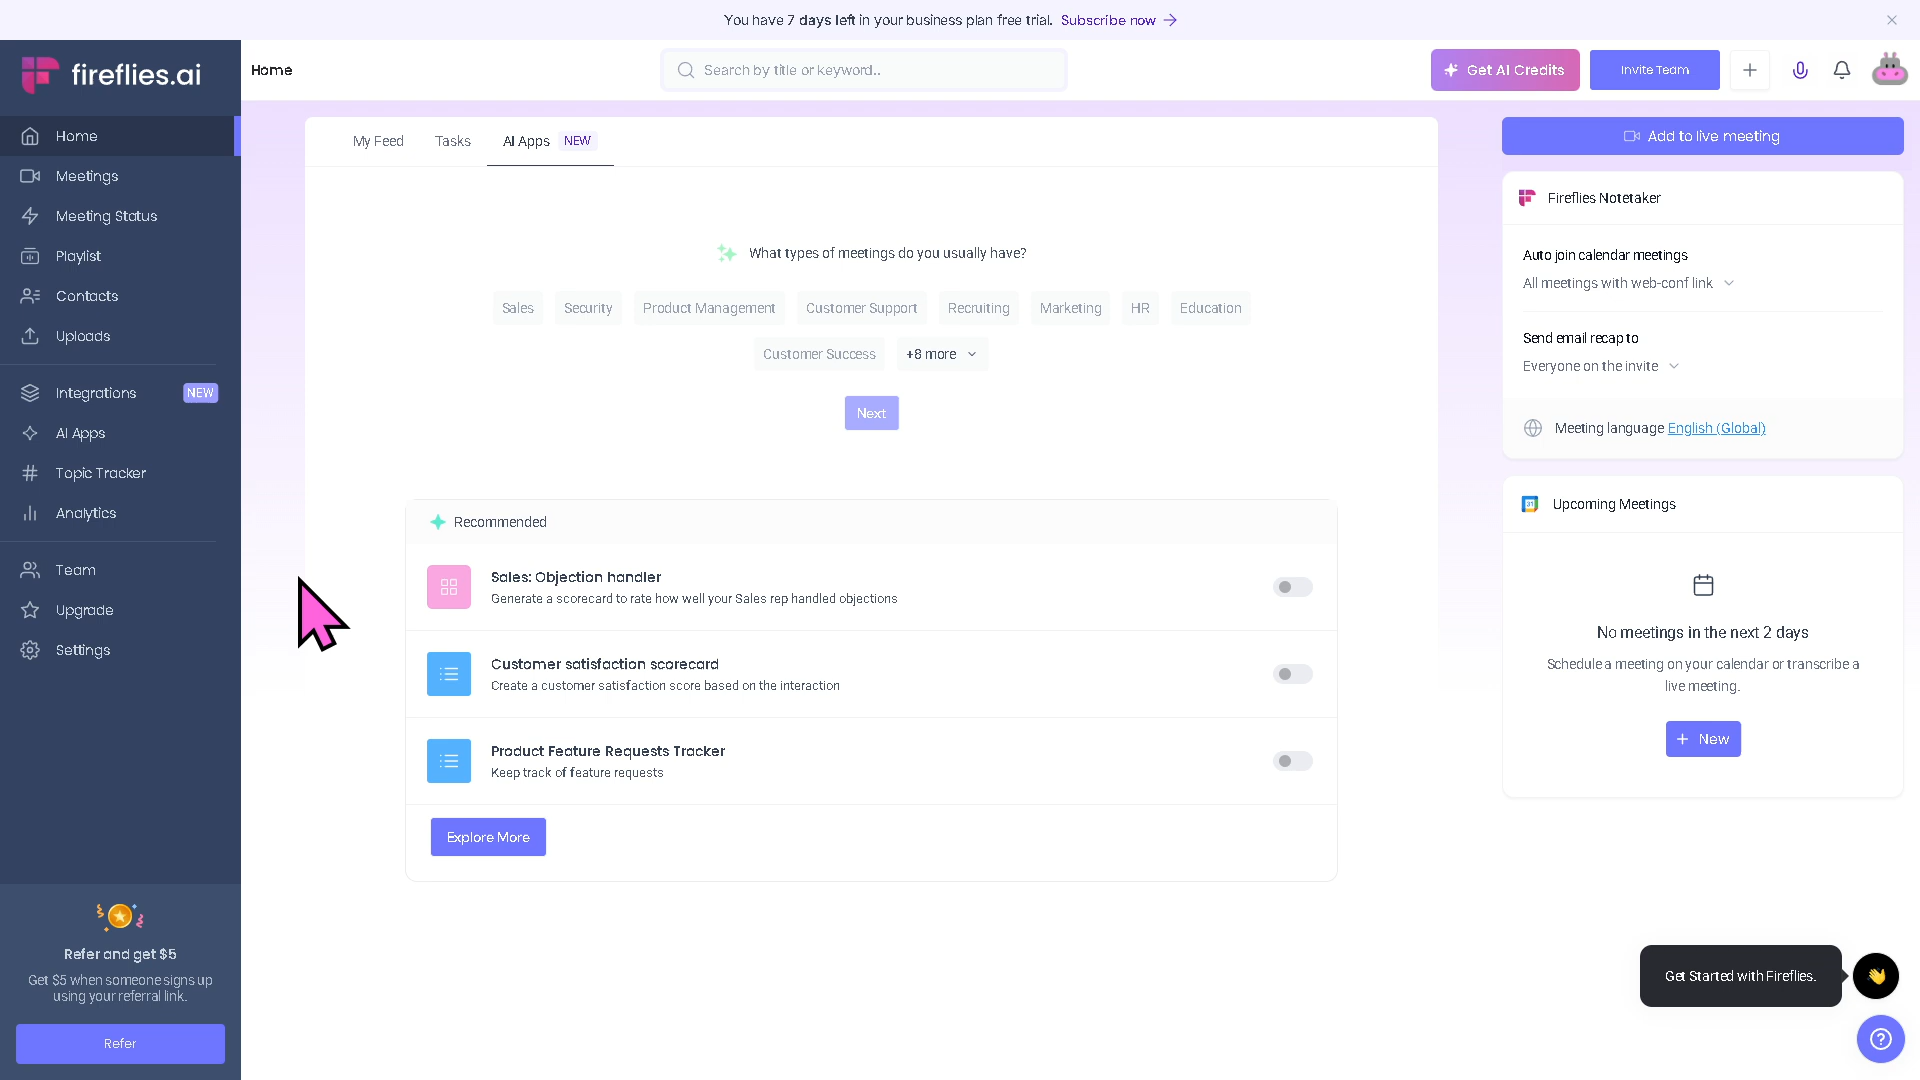 You have 7 days left in your business plan free trial. Subscribe now
fireflies.ai
Home
Search by title or keyword..
Get AI Credits
Invite Team
Home
Meetings
Meeting Status
Playlist
Contacts
Uploads
Integrations NEW
AI Apps
Topic Tracker
Analytics
Team
Upgrade
Settings
Refer and get $5
Get $5 when someone signs up
using your referral link.
Refer
My Feed Tasks AI Apps NEW
What types of meetings do you usually have?
Sales Security Product Management Customer Support Recruiting Marketing HR Education
Customer Success +8 more
Next
Recommended
Sales: Objection handler
Generate a scorecard to rate how well your Sales rep handled objections
Customer satisfaction scorecard
Create a customer satisfaction score based on the interaction
Product Feature Requests Tracker
Keep track of feature requests
Explore More
Add to live meeting
Fireflies Notetaker
Auto join calendar meetings
All meetings with web-conf link
Send email recap to
Everyone on the invite
Meeting language English (Global)
31
Upcoming Meetings
No meetings in the next 2 days
Schedule a meeting on your calendar or transcribe a
live meeting.
+ New
Get Started with Fireflies.